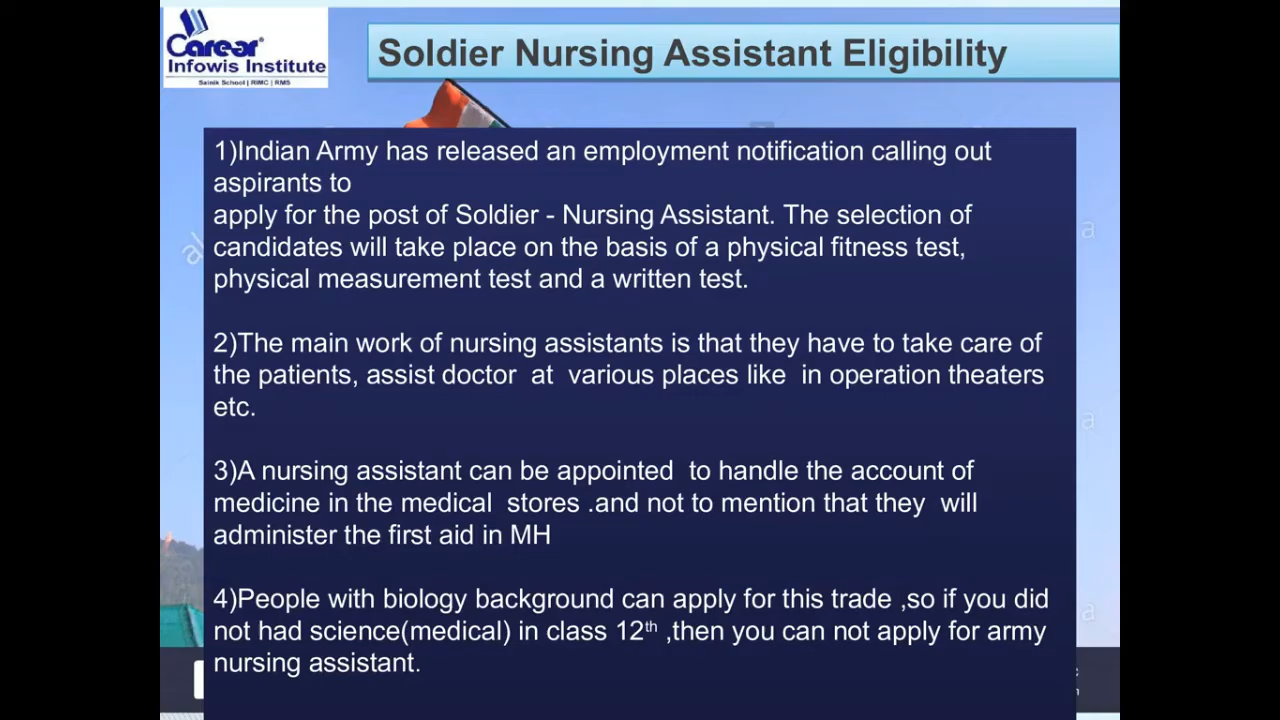 Carear
Infowis Institute
Sainik School | RIMC | RMS
Soldier Nursing Assistant Eligibility
1)Indian Army has released an employment notification calling out
aspirants to
apply for the post of Soldier - Nursing Assistant. The selection of
candidates will take place on the basis of a physical fitness test,
physical measurement test and a written test.
2)The main work of nursing assistants is that they have to take care of
the patients, assist doctor at various places like in operation theaters
etc.
3)A nursing assistant can be appointed to handle the account of
medicine in the medical stores .and not to mention that they will
administer the first aid in MH
4)People with biology background can apply for this trade ,so if you did
not had science(medical) in class 12th ,then you can not apply for army
nursing assistant.